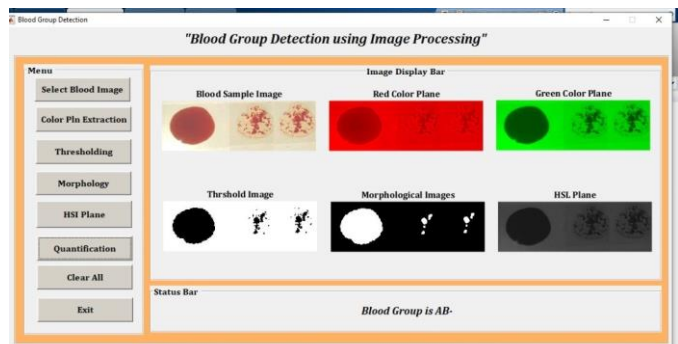 Blood Group Detection
"Blood Group Detection using Image Processing"
Menu
Select Blood Image
Color Pln Extraction
Thresholding
Morphology
HSI Plane
Quantification
Clear All
Exit
Image Display Bar
Blood Sample Image
Red Color Plane
Green Color Plane
Thrshold Image
Morphological Images
HSL Plane
Status Bar
Blood Group is AB-